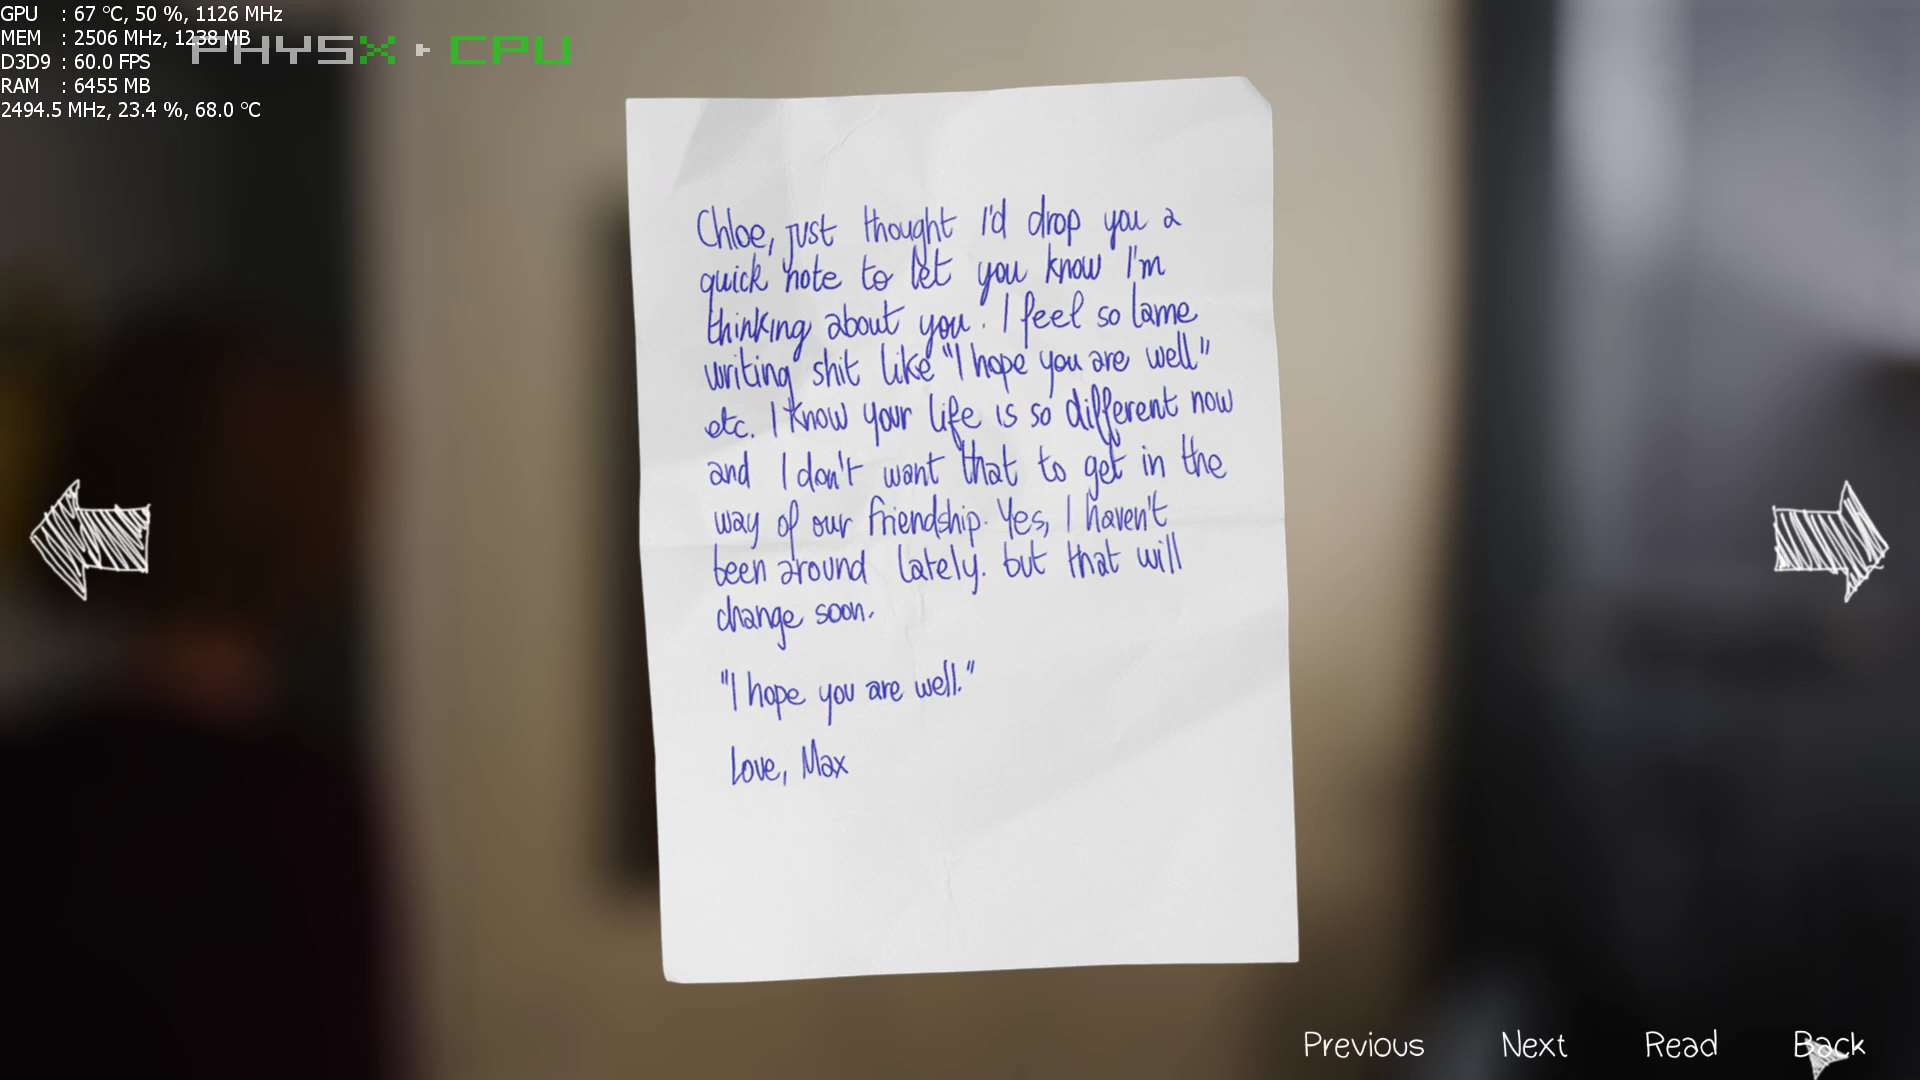 GPU : 67 °C, 50 %, 1126 MHz
MEM : 2506 MHz, 1238 MB
PHYSX ▸ CPU
D3D9 : 60.0 FPS
RAM : 6455 MB
2494.5 MHz, 23.4 %, 68.0 °C
Chloe, just thought I'd drop you a
quick note to let you know I'm
thinking about you. I feel so lame
writing shit like "I hope you are well"
etc. I know your life is so different now
and I don't want that to get in the
way of our friendship. Yes, I haven't
been around lately. but that will
change soon.
"I hope you are well."
Love, Max
Previous Next Read Back